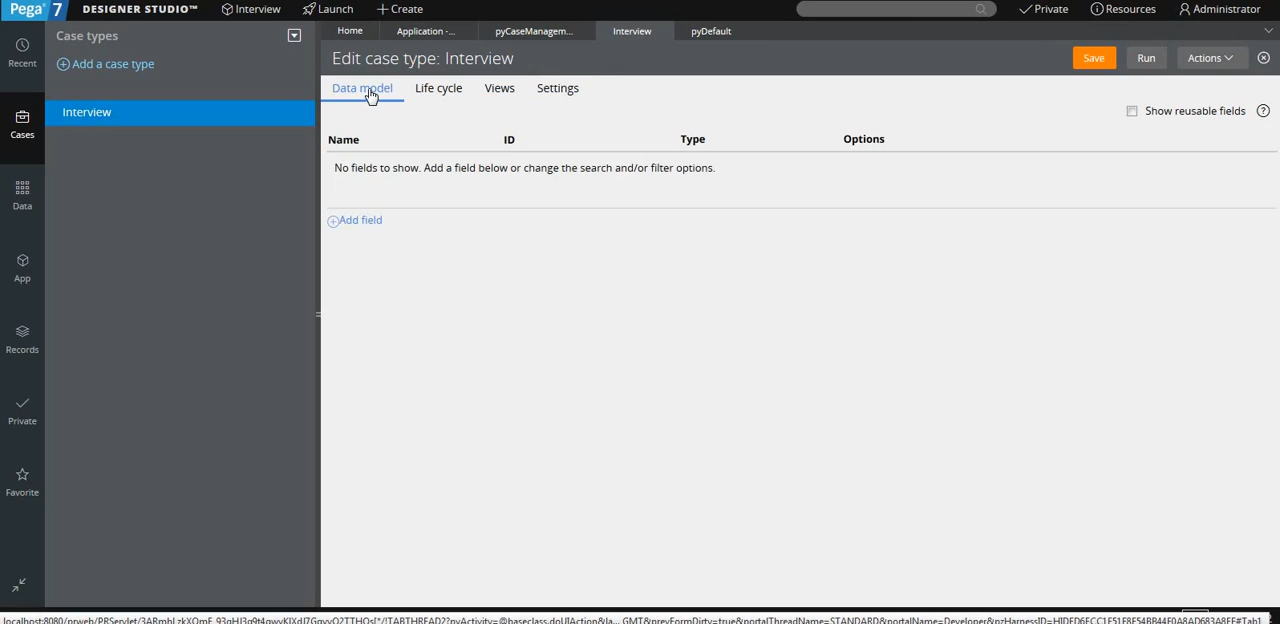 Pega 7 DESIGNER STUDIO™ Interview Launch Create Private Resources Administrator
Recent
Cases
Data
App
Records
Private
Favorite
Case types
Add a case type
Interview
Home Application -... pyCaseManagem... Interview pyDefault
Edit case type: Interview Save Run Actions
Data model Life cycle Views Settings
Show reusable fields ?
Name ID Type Options
No fields to show. Add a field below or change the search and/or filter options.
Add field